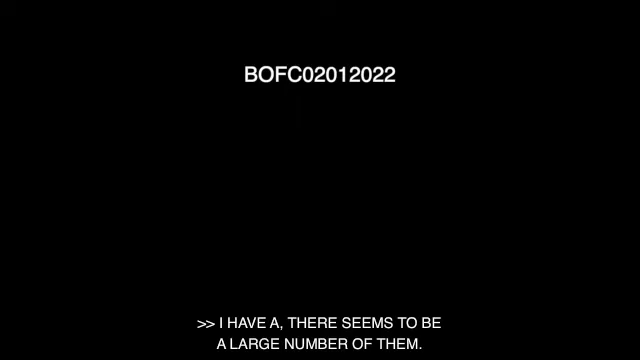 BOFC02012022
>> I HAVE A, THERE SEEMS TO BE
A LARGE NUMBER OF THEM.